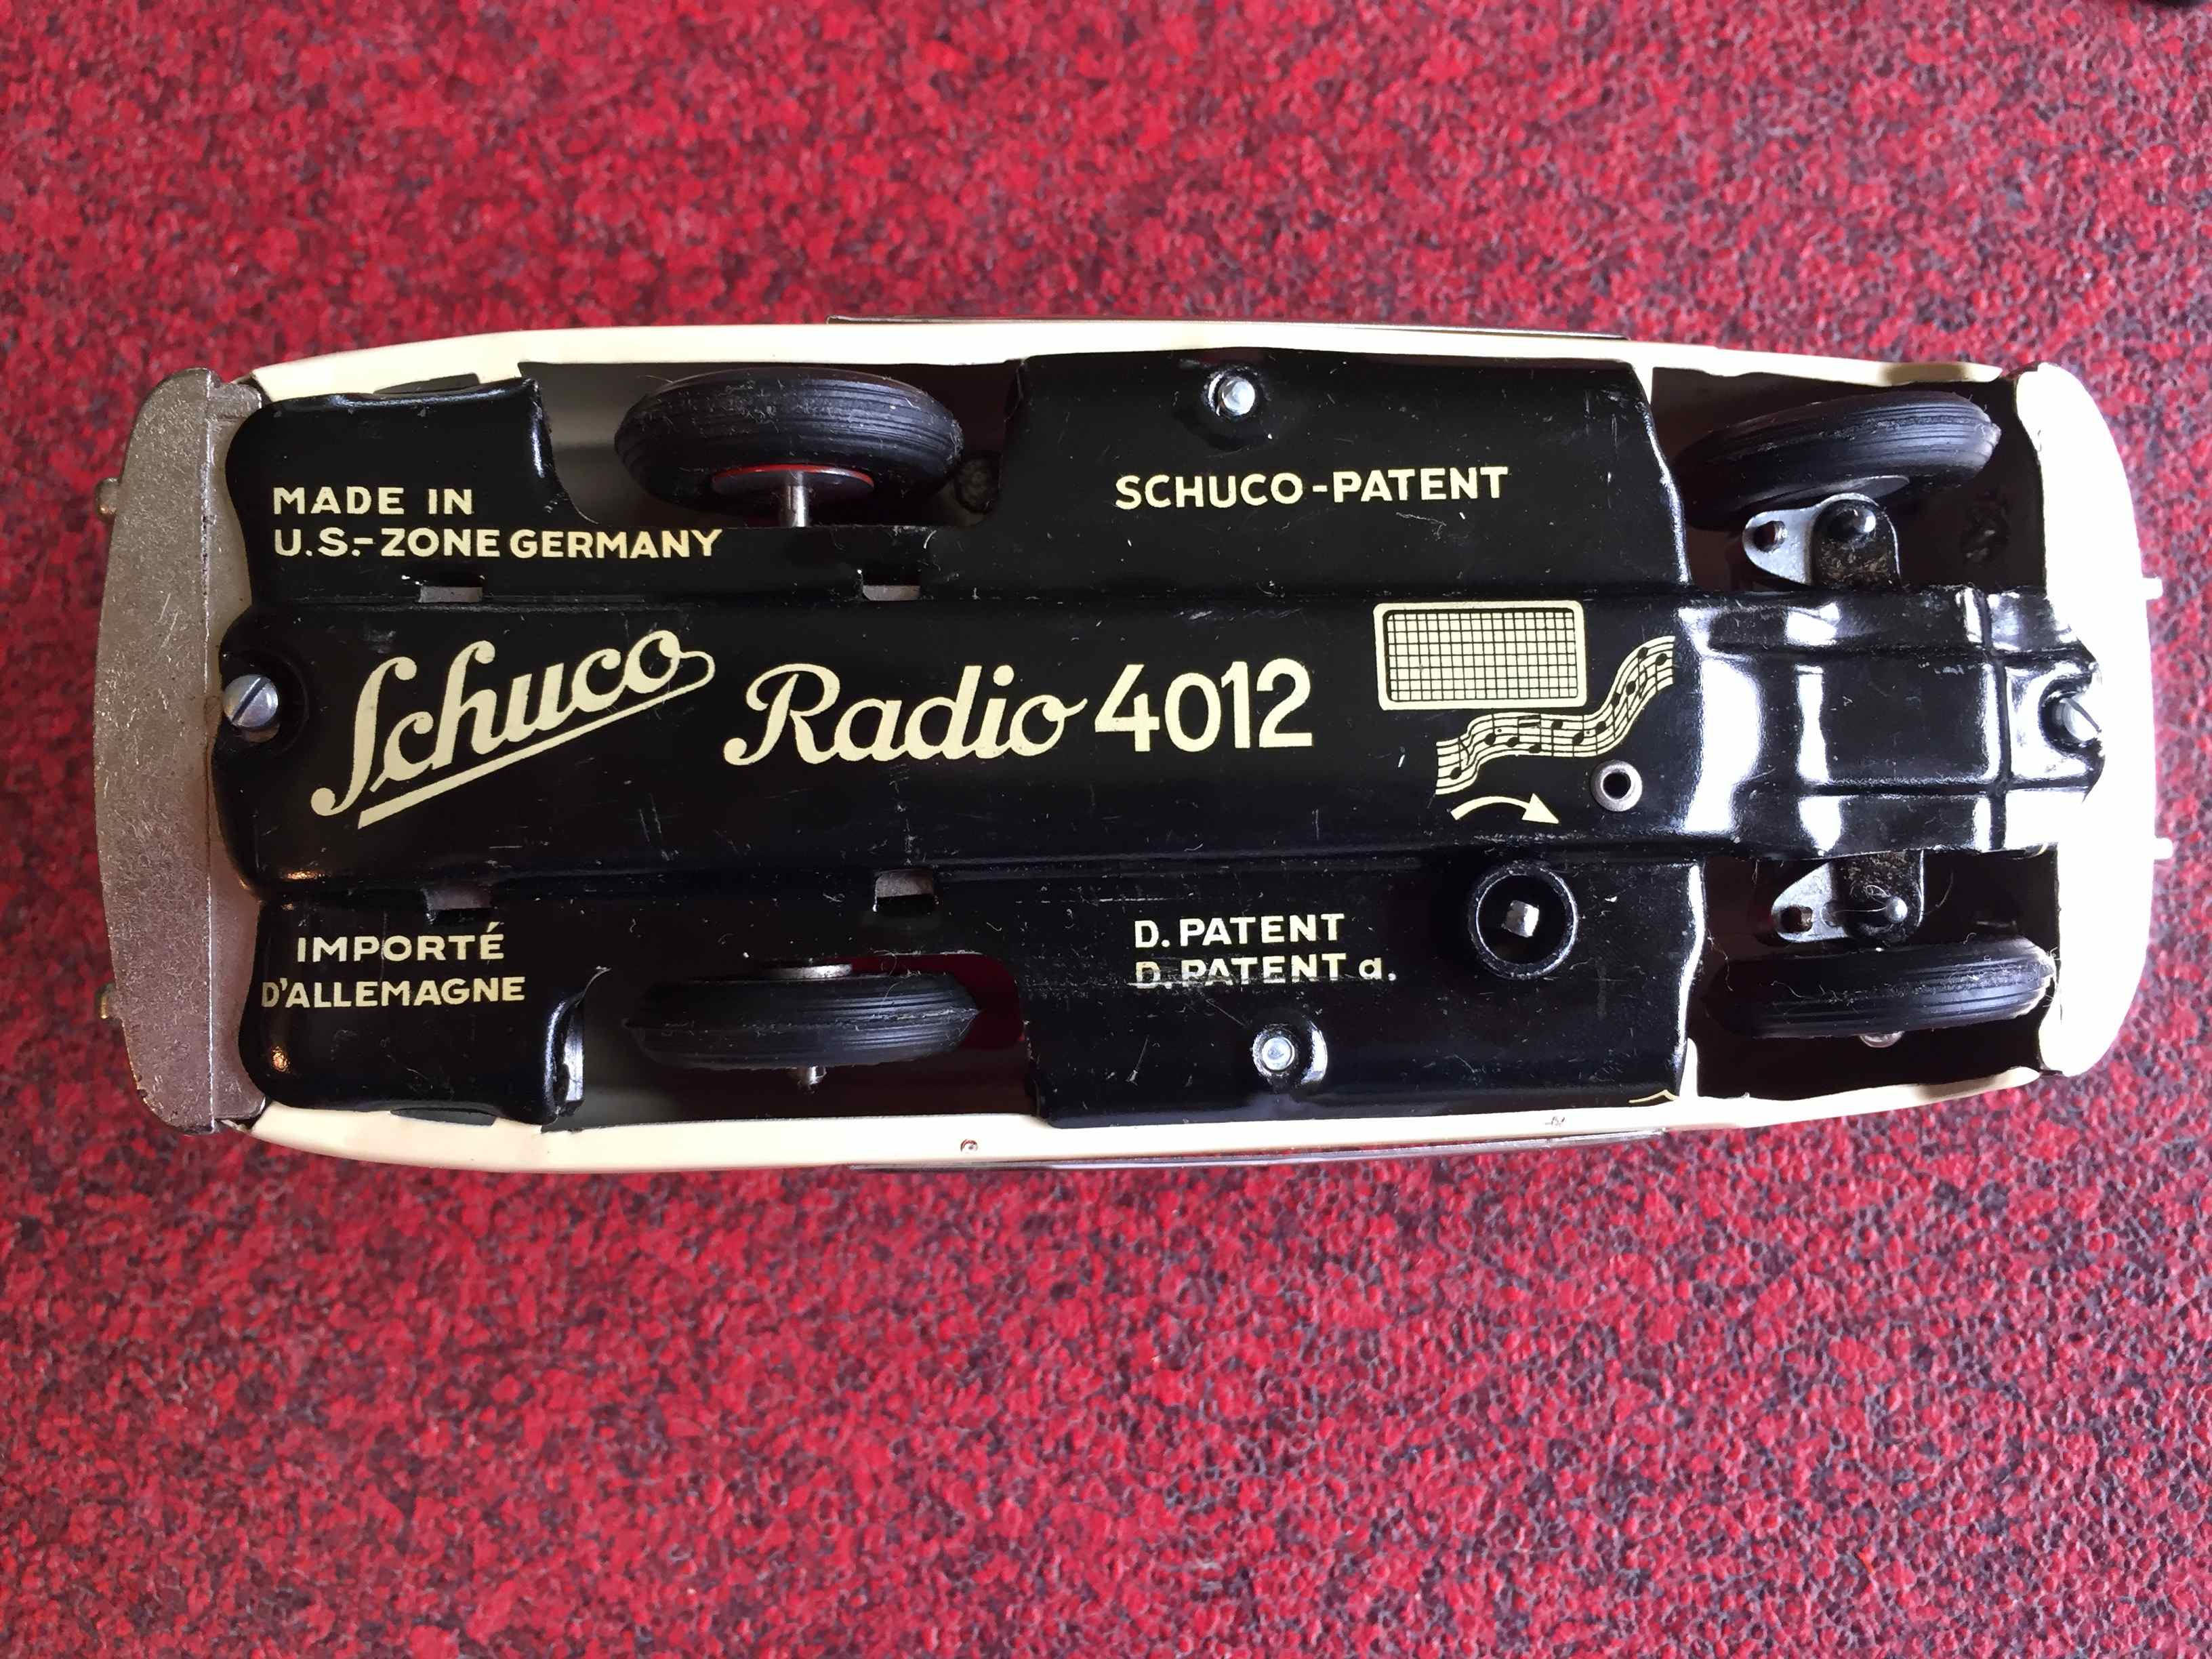 MADE IN
U.S.-ZONE GERMANY
SCHUCO-PATENT
Schuco Radio 4012
IMPORTÉ
D'ALLEMAGNE
D. PATENT
D. PATENT a.